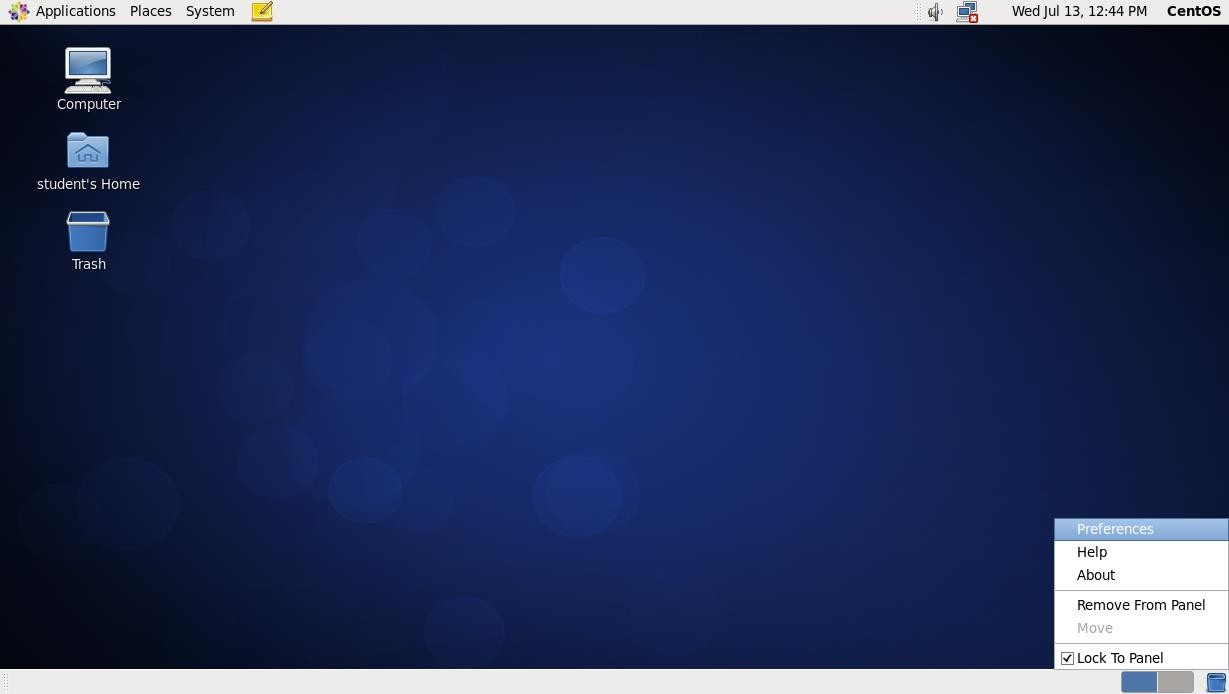 Applications Places System Wed Jul 13, 12:44 PM CentOS
Computer
student's Home
Trash
Preferences
Help
About
Remove From Panel
Move
Lock To Panel